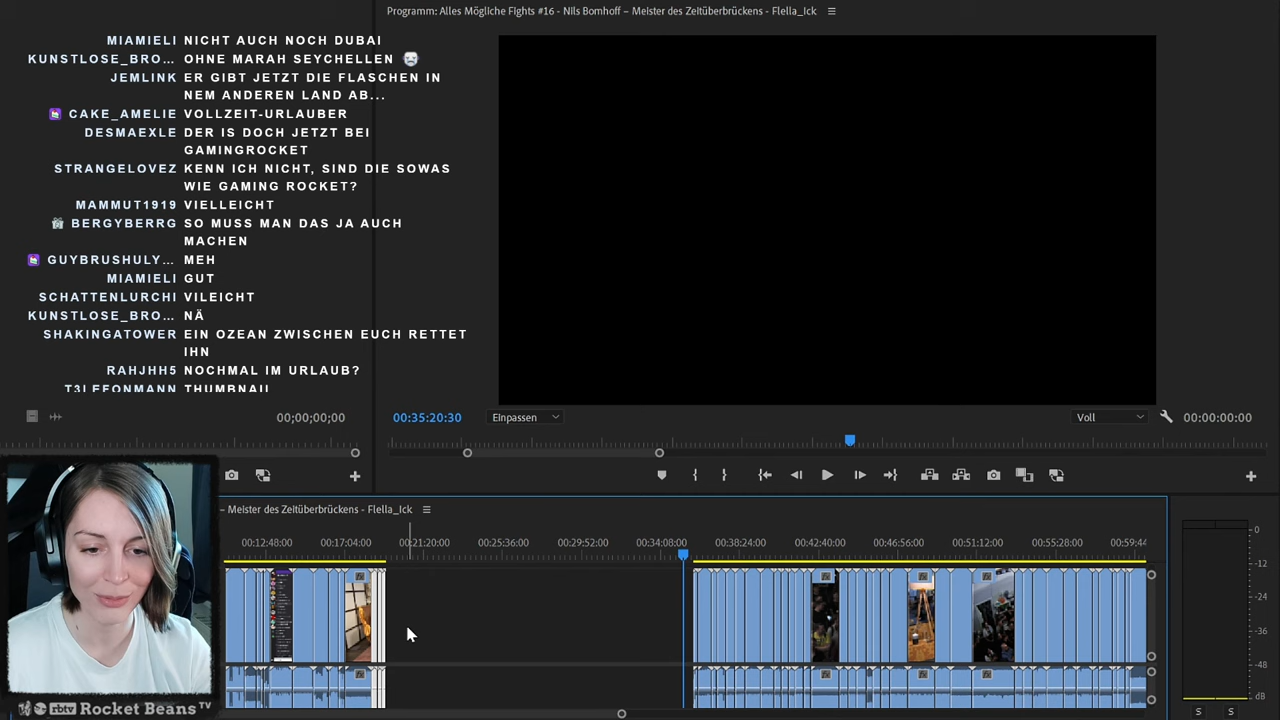 Programm: Alles Mögliche Fights #16 - Nils Bomhoff – Meister des Zeitüberbrückens - Flella_Ick
MIAMIELI NICHT AUCH NOCH DUBAI
KUNSTLOSE_BRO... OHNE MARAH SEYCHELLEN
JEMLINK ER GIBT JETZT DIE FLASCHEN IN
NEM ANDEREN LAND AB...
CAKE_AMELIE VOLLZEIT-URLAUBER
DESMAEXLE DER IS DOCH JETZT BEI
GAMINGROCKET
STRANGELOVEZ KENN ICH NICHT, SIND DIE SOWAS
WIE GAMING ROCKET?
MAMMUT1919 VIELLEICHT
BERGYBERRG SO MUSS MAN DAS JA AUCH
MACHEN
GUYBRUSHULY... MEH
MIAMIELI GUT
SCHATTENLURCHI VILEICHT
KUNSTLOSE_BRO... NÄ
SHAKINGATOWER EIN OZEAN ZWISCHEN EUCH RETTET
IHN
RAHJHH5 NOCHMAL IM URLAUB?
T3LEFONMANN THUMBNAIL
00;00;00;00
00:35:20:30 Einpassen Voll 00:00:00:00
– Meister des Zeitüberbrückens - Flella_Ick
00:12:48:00 00:17:04:00 00:21:20:00 00:25:36:00 00:29:52:00 00:34:08:00 00:38:24:00 00:42:40:00 00:46:56:00 00:51:12:00 00:55:28:00 00:59:44
0
-12
-24
-36
-48
dB
S S
rbtv Rocket Beans TV